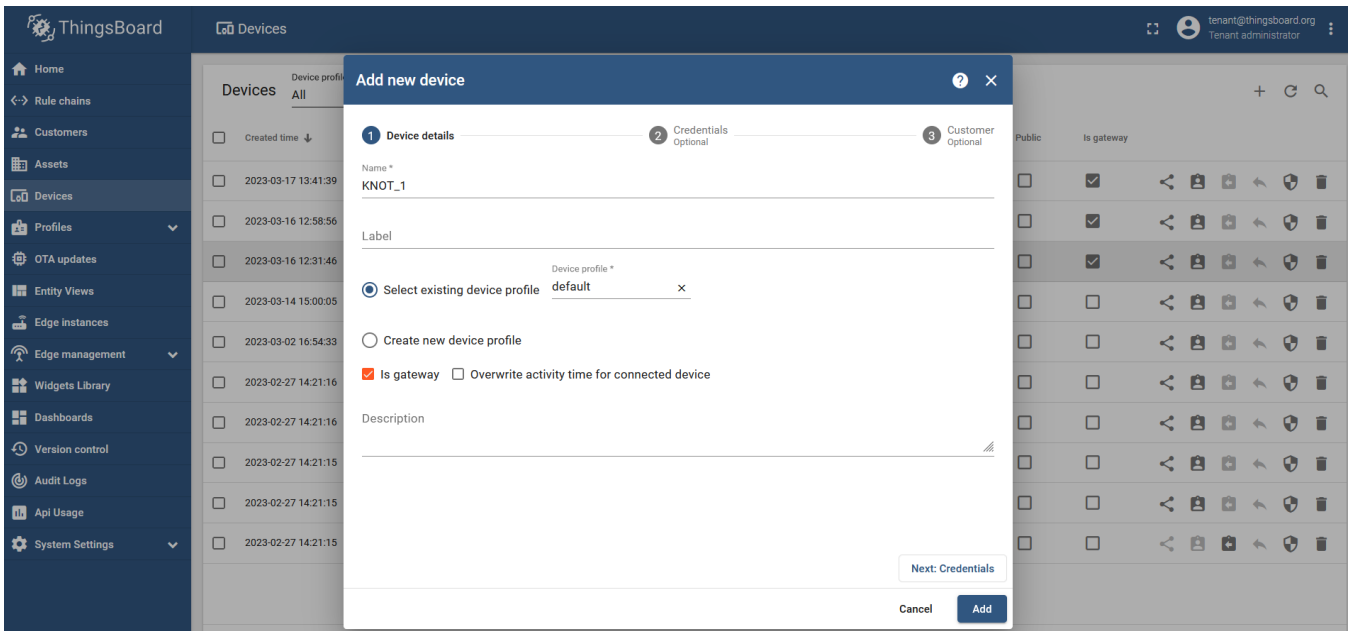 ThingsBoard
Devices
tenant@thingsboard.org
Tenant administrator
Home
Rule chains
Customers
Assets
Devices
Profiles
OTA updates
Entity Views
Edge instances
Edge management
Widgets Library
Dashboards
Version control
Audit Logs
Api Usage
System Settings
Devices
Device profil
All
Created time
Public
Is gateway
2023-03-17 13:41:39
2023-03-16 12:58:56
2023-03-16 12:31:46
2023-03-14 15:00:05
2023-03-02 16:54:33
2023-02-27 14:21:16
2023-02-27 14:21:16
2023-02-27 14:21:15
2023-02-27 14:21:15
2023-02-27 14:21:15
Add new device
1 Device details
2 Credentials
Optional
3 Customer
Optional
Name *
KNOT_1
Label
Select existing device profile
Device profile *
default
Create new device profile
Is gateway
Overwrite activity time for connected device
Description
Next: Credentials
Cancel
Add